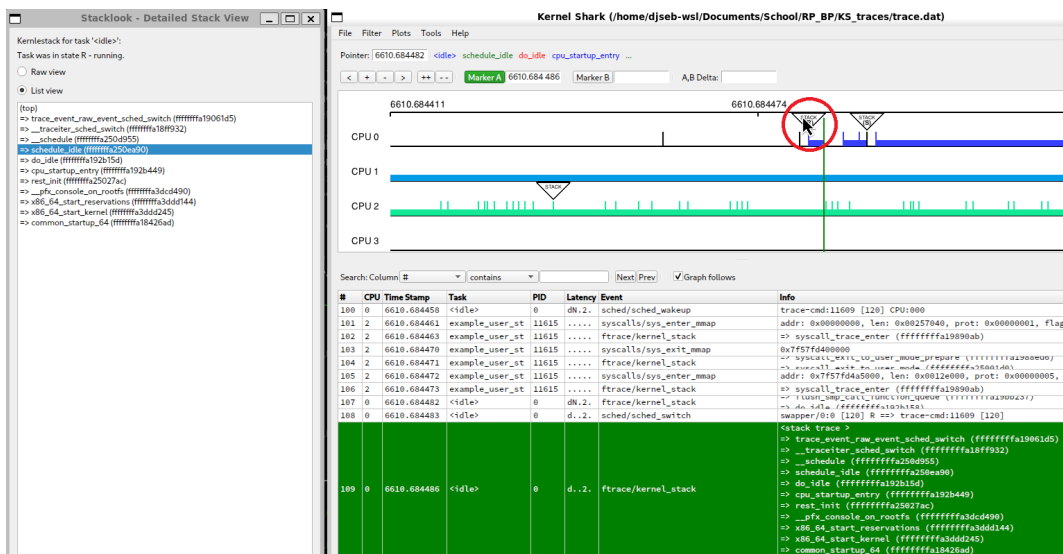 Stacklook - Detailed Stack View
Kernlestack for task '<idle>':
Task was in state R - running.
Raw view
List view
(top)
=> trace_event_raw_event_sched_switch (ffffffffa19061d5)
=> __traceiter_sched_switch (ffffffffa18ff932)
=> __schedule (ffffffffa250d955)
=> schedule_idle (ffffffffa250ea90)
=> do_idle (ffffffffa192b15d)
=> cpu_startup_entry (ffffffffa192b449)
=> rest_init (ffffffffa25027ac)
=> __pfx_console_on_rootfs (ffffffffa3dcd490)
=> x86_64_start_reservations (ffffffffa3ddd144)
=> x86_64_start_kernel (ffffffffa3ddd245)
=> common_startup_64 (ffffffffa18426ad)
Kernel Shark (/home/djseb-wsl/Documents/School/RP_BP/KS_traces/trace.dat)
File Filter Plots Tools Help
Pointer: 6610.684482 <idle> schedule_idle do_idle cpu_startup_entry ...
< + - > ++ -- Marker A 6610.684 486 Marker B A,B Delta:
6610.684411 6610.684474
STACK STACK
(S)
CPU 0
CPU 1
STACK
CPU 2
CPU 3
Search: Column # contains Next Prev Graph follows
# CPU Time Stamp Task PID Latency Event Info
100 0 6610.684458 <idle> 0 dN.2. sched/sched_wakeup trace-cmd:11609 [120] CPU:000
101 2 6610.684461 example_user_st 11615 ..... syscalls/sys_enter_mmap addr: 0x00000000, len: 0x00257040, prot: 0x00000001, flag
102 2 6610.684463 example_user_st 11615 ..... ftrace/kernel_stack => syscall_trace_enter (ffffffffa19890ab)
103 2 6610.684470 example_user_st 11615 ..... syscalls/sys_exit_mmap 0x7f57fd400000
104 2 6610.684471 example_user_st 11615 ..... ftrace/kernel_stack
105 2 6610.684472 example_user_st 11615 ..... syscalls/sys_enter_mmap addr: 0x7f57fd4a5000, len: 0x0012e000, prot: 0x00000005,
106 2 6610.684473 example_user_st 11615 ..... ftrace/kernel_stack => syscall_trace_enter (ffffffffa19890ab)
107 0 6610.684482 <idle> 0 dN.2. ftrace/kernel_stack
108 0 6610.684483 <idle> 0 d..2. sched/sched_switch swapper/0:0 [120] R ==> trace-cmd:11609 [120]
109 0 6610.684486 <idle> 0 d..2. ftrace/kernel_stack <stack trace >
=> trace_event_raw_event_sched_switch (ffffffffa19061d5)
=> __traceiter_sched_switch (ffffffffa18ff932)
=> __schedule (ffffffffa250d955)
=> schedule_idle (ffffffffa250ea90)
=> do_idle (ffffffffa192b15d)
=> cpu_startup_entry (ffffffffa192b449)
=> rest_init (ffffffffa25027ac)
=> __pfx_console_on_rootfs (ffffffffa3dcd490)
=> x86_64_start_reservations (ffffffffa3ddd144)
=> x86_64_start_kernel (ffffffffa3ddd245)
=> common_startup_64 (ffffffffa18426ad)